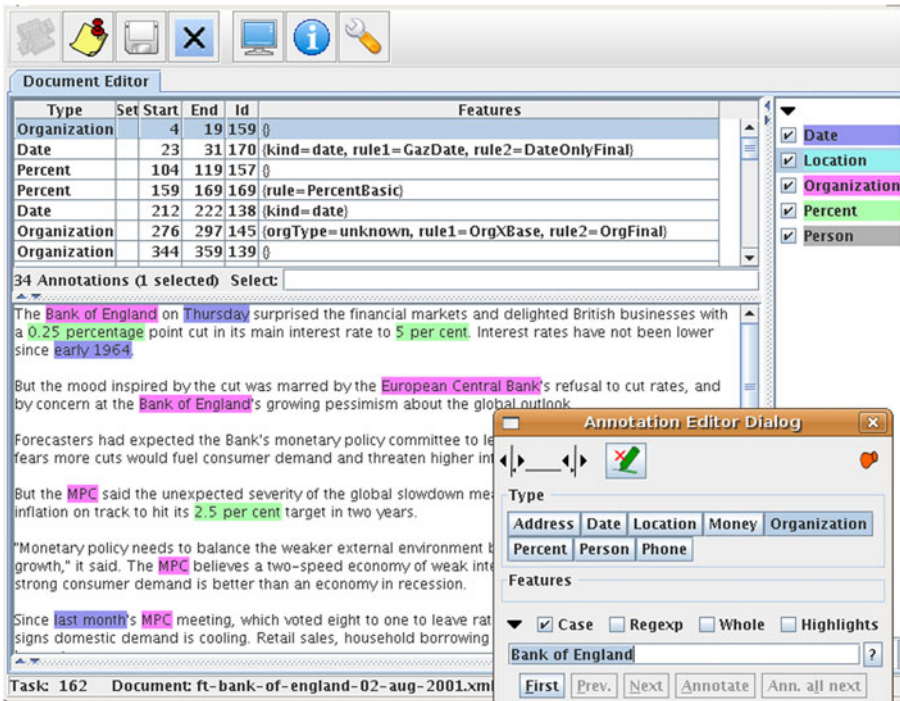 Document Editor
Type Set Start End Id Features
Organization 4 19 159 {}
Date 23 31 170 {kind=date, rule1=GazDate, rule2=DateOnlyFinal}
Percent 104 119 157 {}
Percent 159 169 169 {rule=PercentBasic}
Date 212 222 138 {kind=date}
Organization 276 297 145 {orgType=unknown, rule1=OrgXBase, rule2=OrgFinal}
Organization 344 359 139 {}
34 Annotations (1 selected) Select:
Date
Location
Organization
Percent
Person
The Bank of England on Thursday surprised the financial markets and delighted British businesses with
a 0.25 percentage point cut in its main interest rate to 5 per cent. Interest rates have not been lower
since early 1964.
But the mood inspired by the cut was marred by the European Central Bank's refusal to cut rates, and
by concern at the Bank of England's growing pessimism about the global outlook
Forecasters had expected the Bank's monetary policy committee to le
fears more cuts would fuel consumer demand and threaten higher in
But the MPC said the unexpected severity of the global slowdown me
inflation on track to hit its 2.5 per cent target in two years.
"Monetary policy needs to balance the weaker external environment
growth," it said. The MPC believes a two-speed economy of weak int
strong consumer demand is better than an economy in recession.
Since last month's MPC meeting, which voted eight to one to leave rat
signs domestic demand is cooling. Retail sales, household borrowing
Task: 162 Document: ft-bank-of-england-02-aug-2001.xml
Annotation Editor Dialog
Type
Address Date Location Money Organization
Percent Person Phone
Features
Case Regexp Whole Highlights
Bank of England ?
First Prev. Next Annotate Ann. all next